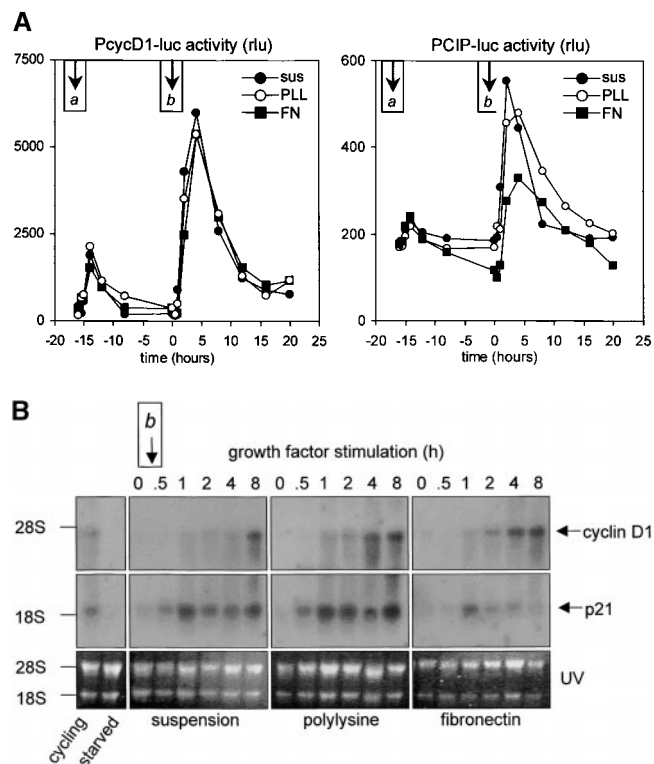 A
PcycD1-luc activity (rlu)
7500
5000
2500
0
a
b
sus
PLL
FN
-20 -15 -10 -5 0 5 10 15 20 25
time (hours)
PCIP-luc activity (rlu)
600
400
200
0
a
b
sus
PLL
FN
-20 -15 -10 -5 0 5 10 15 20 25
time (hours)
B
b
growth factor stimulation (h)
0 .5 1 2 4 8 0 .5 1 2 4 8 0 .5 1 2 4 8
28S
cyclin D1
18S
p21
28S
18S
UV
cycling
starved
suspension
polylysine
fibronectin